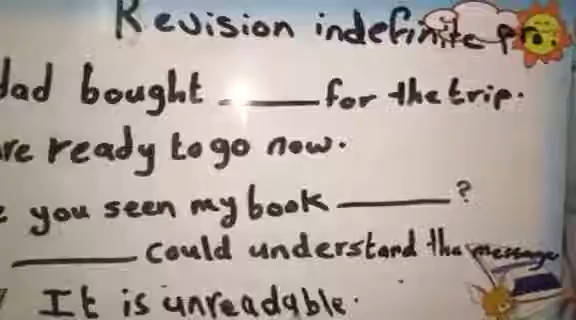 Revision indefinite pr.
dad bought ______ for the trip.
re ready to go now.
you seen my book ______?
______ could understand the message
It is unreadable.